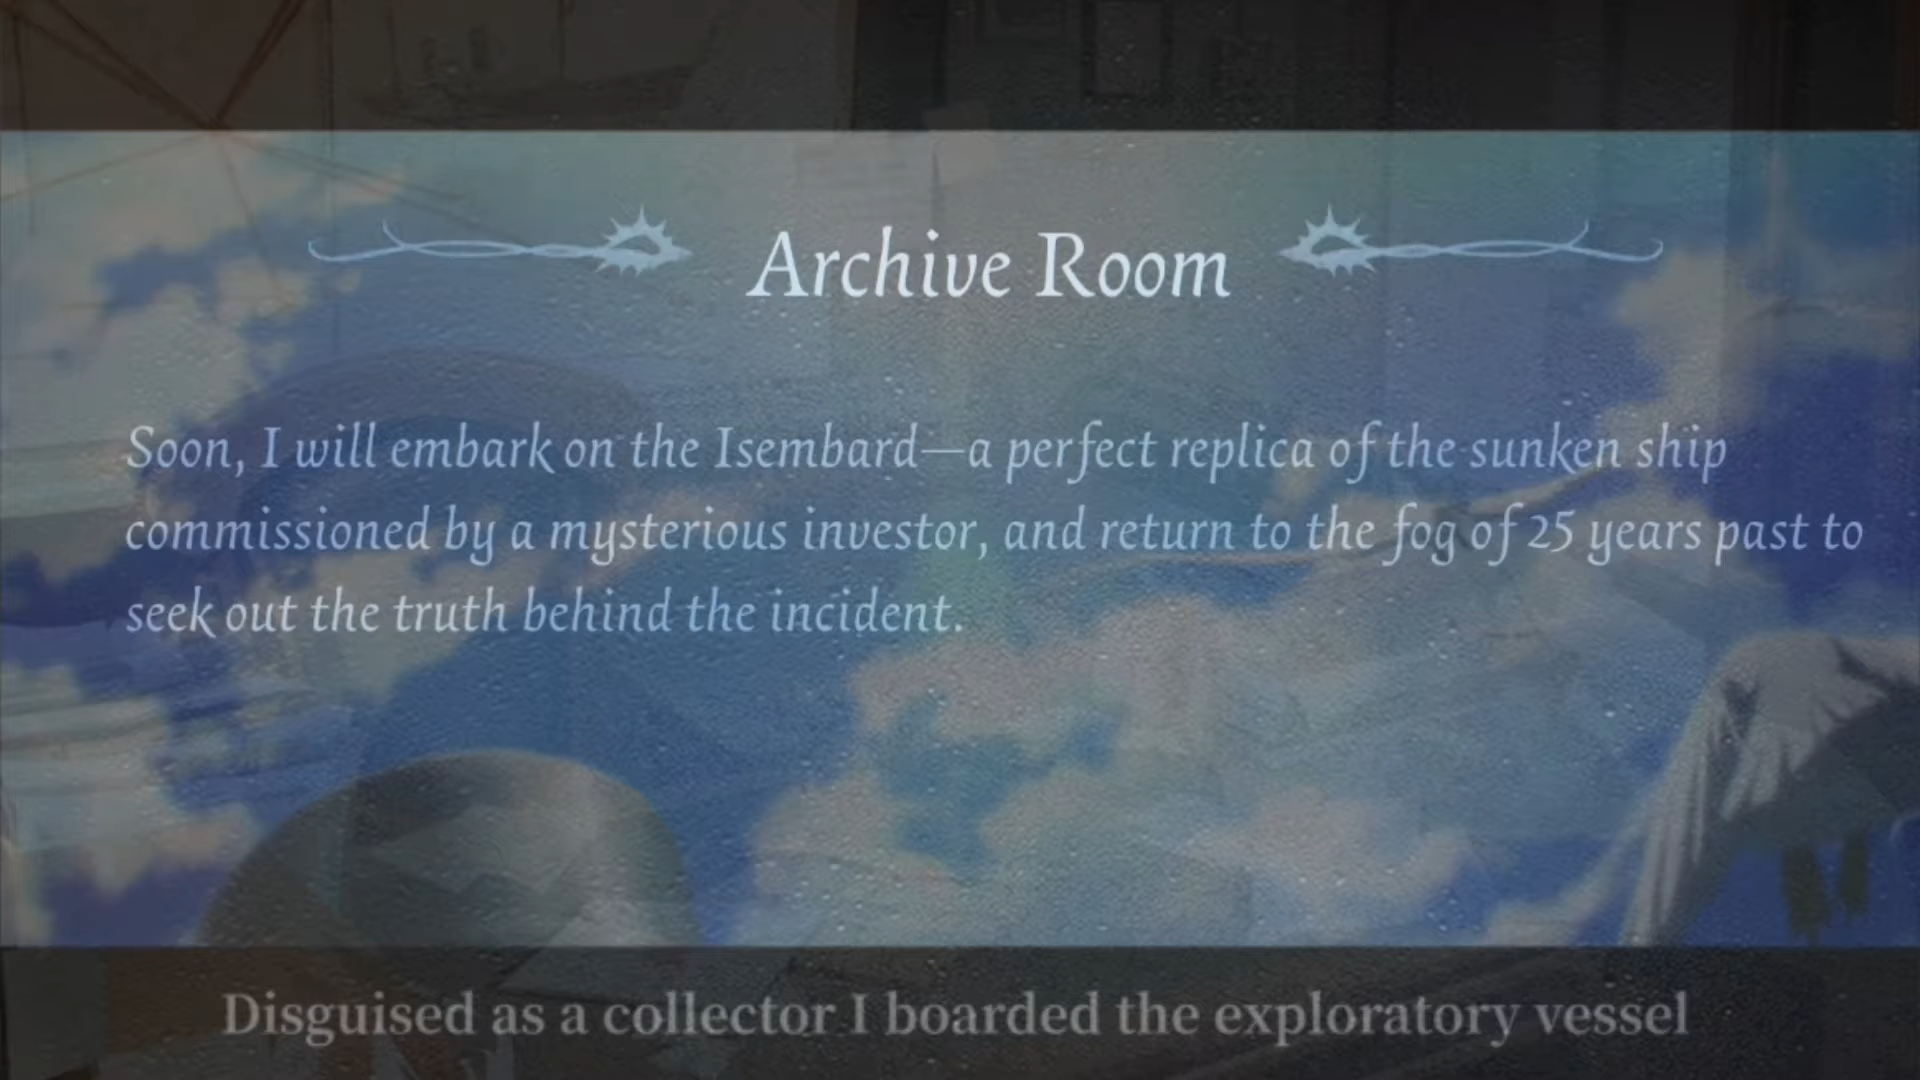 Archive Room
Soon, I will embark on the Isembard—a perfect replica of the sunken ship
commissioned by a mysterious investor, and return to the fog of 25 years past to
seek out the truth behind the incident.
Disguised as a collector I boarded the exploratory vessel